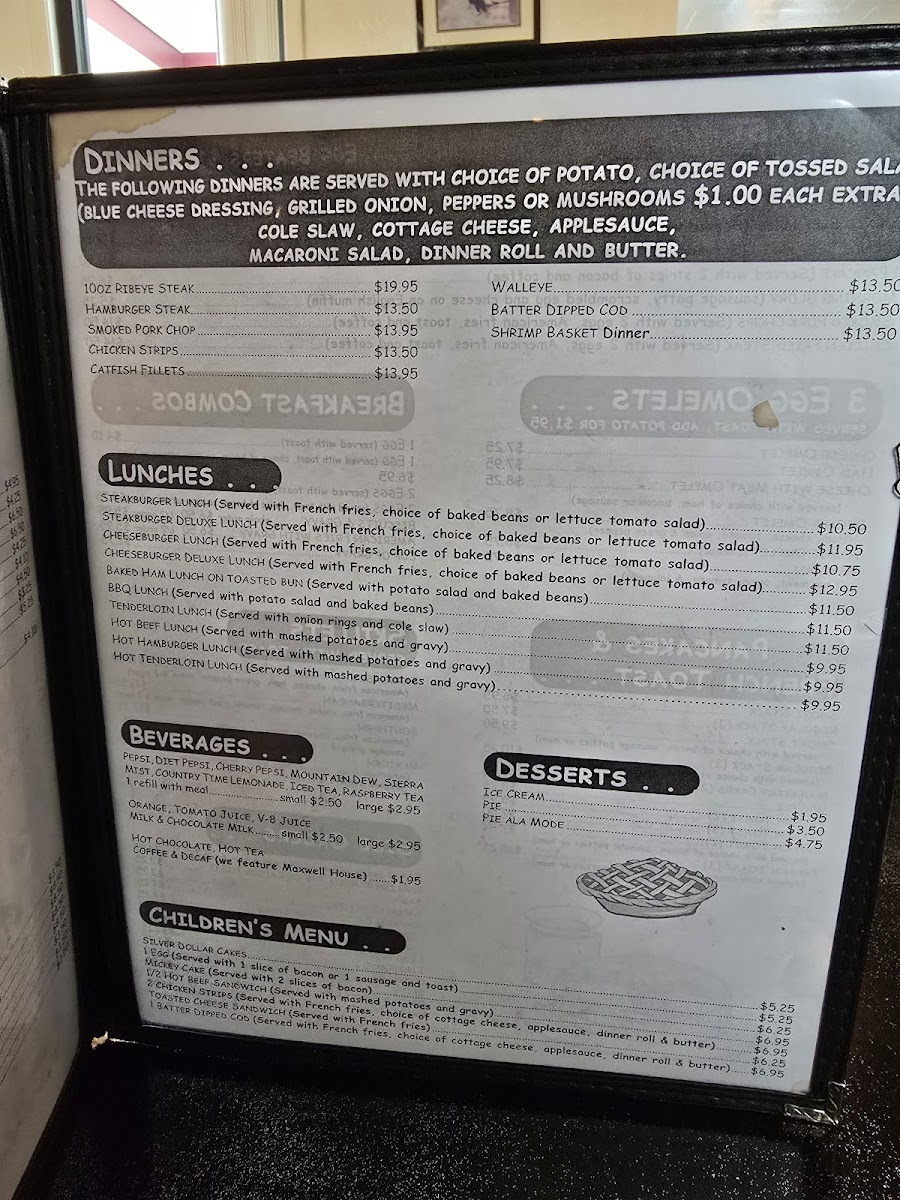 DINNERS . . .
THE FOLLOWING DINNERS ARE SERVED WITH CHOICE OF POTATO, CHOICE OF TOSSED
(BLUE CHEESE DRESSING, GRILLED ONION, PEPPERS OR MUSHROOMS $1.00 EACH EXTRA
COLE SLAW, COTTAGE CHEESE, APPLESAUCE,
MACARONI SALAD, DINNER ROLL AND BUTTER.
10OZ RIBEYE STEAK $19.95
HAMBURGER STEAK $13.50
SMOKED PORK CHOP $13.95
CHICKEN STRIPS $13.50
CATFISH FILLETS $13.95
WALLEYE $13.50
BATTER DIPPED COD $13.50
SHRIMP BASKET Dinner $13.50
LUNCHES . . .
STEAKBURGER LUNCH (Served with French fries, choice of baked beans or lettuce tomato salad) $10.50
STEAKBURGER DELUXE LUNCH (Served with French fries, choice of baked beans or lettuce tomato salad) $11.95
CHEESEBURGER LUNCH (Served with French fries, choice of baked beans or lettuce tomato salad) $10.75
CHEESEBURGER DELUXE LUNCH (Served with French fries, choice of baked beans or lettuce tomato salad) $12.95
BAKED HAM LUNCH ON TOASTED BUN (Served with potato salad and baked beans) $11.50
BBQ LUNCH (Served with potato salad and baked beans) $11.50
TENDERLOIN LUNCH (Served with onion rings and cole slaw) $11.50
HOT BEEF LUNCH (Served with mashed potatoes and gravy) $9.95
HOT HAMBURGER LUNCH (Served with mashed potatoes and gravy) $9.95
HOT TENDERLOIN LUNCH (Served with mashed potatoes and gravy) $9.95
BEVERAGES . . .
PEPSI, DIET PEPSI, CHERRY PEPSI, MOUNTAIN DEW, SIERRA
MIST, COUNTRY TIME LEMONADE, ICED TEA, RASPBERRY TEA
1 refill with meal small $2.50 large $2.95
ORANGE, TOMATO JUICE, V-8 JUICE
MILK & CHOCOLATE MILK small $2.50 large $2.95
HOT CHOCOLATE, HOT TEA
COFFEE & DECAF (we feature Maxwell House) $1.95
DESSERTS . . .
ICE CREAM $1.95
PIE $3.50
PIE ALA MODE $4.75
CHILDREN'S MENU . .
SILVER DOLLAR CAKES $5.25
1 EGG (Served with 1 slice of bacon or 1 sausage and toast) $5.25
MICKEY CAKE (Served with 2 slices of bacon) $6.25
1/2 HOT BEEF SANDWICH (Served with mashed potatoes and gravy) $6.95
2 CHICKEN STRIPS (Served with French fries, choice of cottage cheese, applesauce, dinner roll & butter) $6.95
TOASTED CHEESE SANDWICH (Served with French fries) $6.25
1 BATTER DIPPED COD (Served with French fries, choice of cottage cheese, applesauce, dinner roll & butter) $6.95